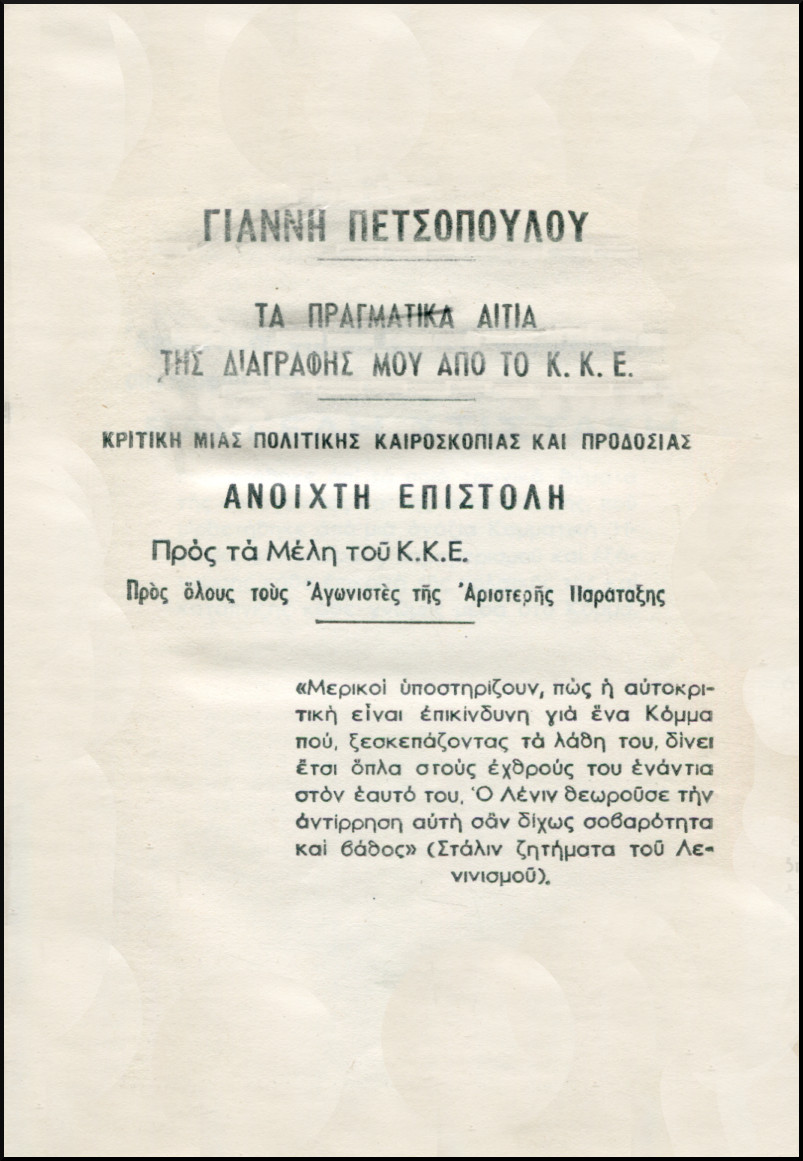 ΓΙΑΝΝΗ ΠΕΤΣΟΠΟΥΛΟΥ
ΤΑ ΠΡΑΓΜΑΤΙΚΑ ΑΙΤΙΑ
ΤΗΣ ΔΙΑΓΡΑΦΗΣ ΜΟΥ ΑΠΟ ΤΟ Κ. Κ. Ε.
ΚΡΙΤΙΚΗ ΜΙΑΣ ΠΟΛΙΤΙΚΗΣ ΚΑΙΡΟΣΚΟΠΙΑΣ ΚΑΙ ΠΡΟΔΟΣΙΑΣ
ΑΝΟΙΧΤΗ ΕΠΙΣΤΟΛΗ
Πρός τά Μέλη τοῦ Κ.Κ.Ε.
Πρὸς ὅλους τοὺς Ἀγωνιστὲς τῆς Ἀριστερῆς Παράταξης
«Μερικοὶ ὑποστηρίζουν, πὼς ἡ αὐτοκρι-
τικὴ εἶναι ἐπικίνδυνη γιὰ ἕνα Κόμμα
πού, ξεσκεπάζοντας τὰ λάθη του, δίνει
ἔτσι ὅπλα στοὺς ἐχθρούς του ἐνάντια
στὸν ἑαυτό του. Ὁ Λένιν θεωροῦσε τὴν
ἀντίρρηση αὐτὴ σὰν δίχως σοβαρότητα
καὶ βάθος» (Στάλιν ζητήματα τοῦ Λε-
νινισμοῦ).